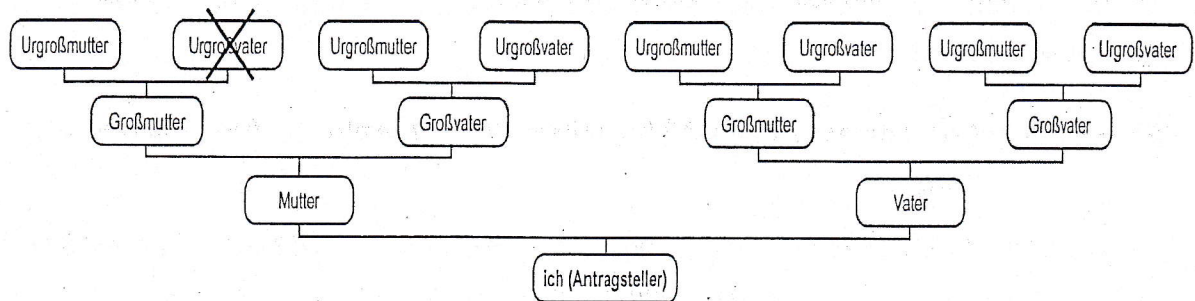 Urgroßmutter Urgroßvater Urgroßmutter Urgroßvater Urgroßmutter Urgroßvater Urgroßmutter Urgroßvater
Großmutter Großvater Großmutter Großvater
Mutter Vater
ich (Antragsteller)